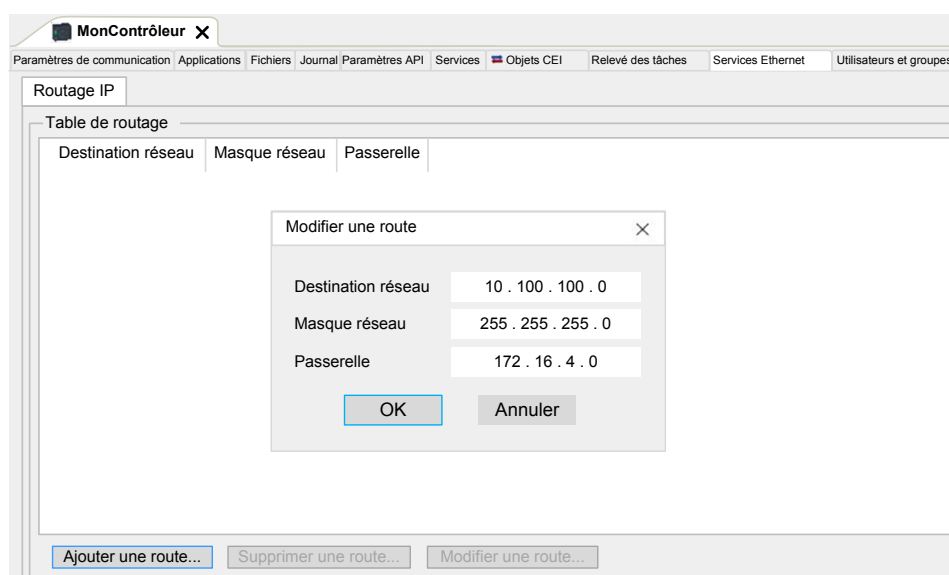 MonContrôleur
Paramètres de communication Applications Fichiers Journal Paramètres API Services Objets CEI Relevé des tâches Services Ethernet Utilisateurs et groupes
Routage IP
Table de routage
Destination réseau Masque réseau Passerelle
Modifier une route
Destination réseau 10 . 100 . 100 . 0
Masque réseau 255 . 255 . 255 . 0
Passerelle 172 . 16 . 4 . 0
OK Annuler
Ajouter une route... Supprimer une route... Modifier une route...